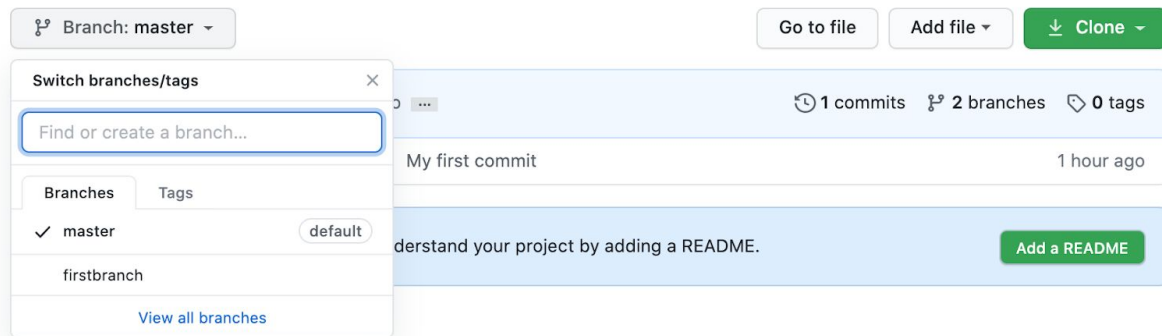 Branch: master
Go to file
Add file
Clone
Switch branches/tags
...
1 commits
2 branches
0 tags
Find or create a branch...
My first commit
1 hour ago
Branches
Tags
master
default
derstand your project by adding a README.
Add a README
firstbranch
View all branches